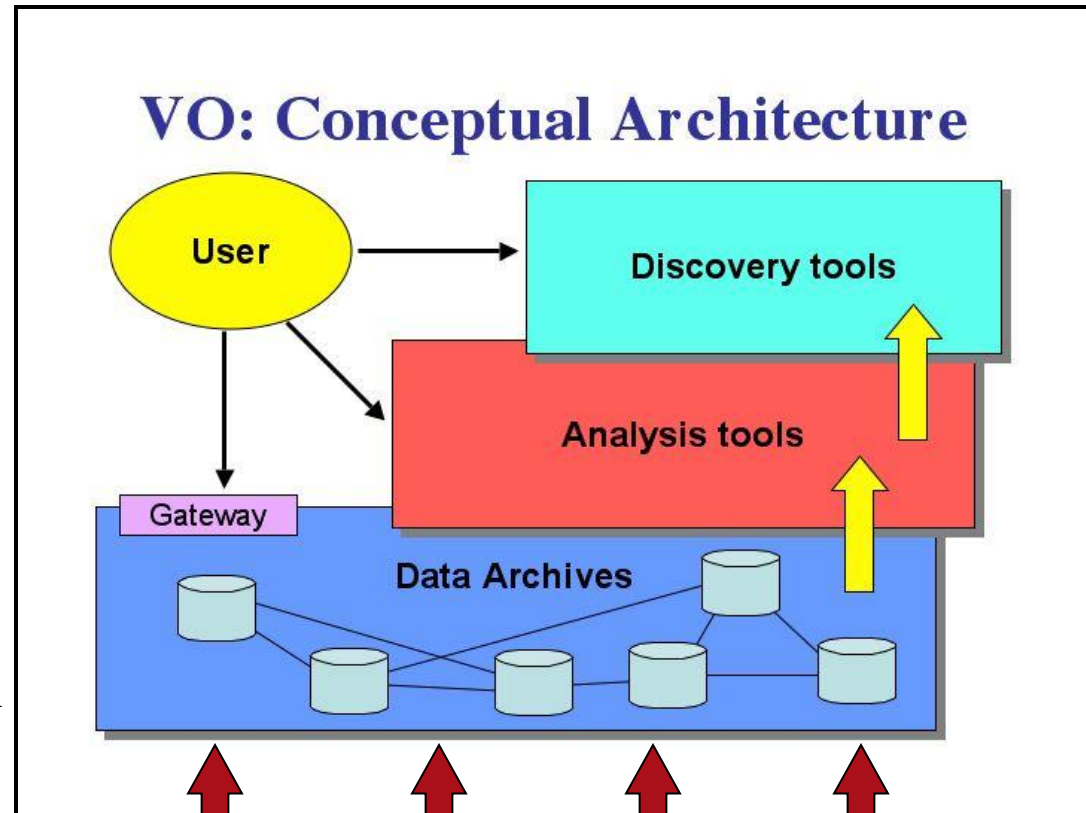 VO: Conceptual Architecture
User
Discovery tools
Analysis tools
Gateway
Data Archives